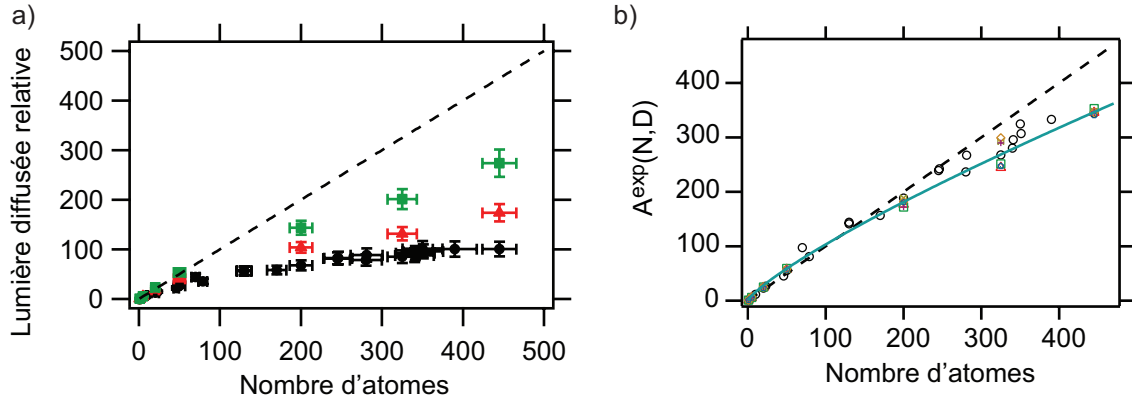 a)
Lumière diffusée relative
500
400
300
200
100
0
0 100 200 300 400 500
Nombre d'atomes
b)
A^exp(N,D)
400
300
200
100
0
0 100 200 300 400
Nombre d'atomes